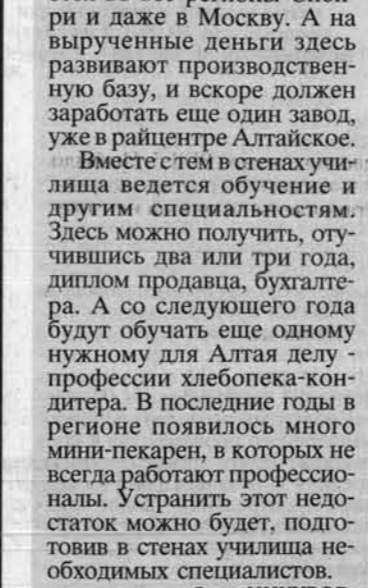 ри и даже в Москву. А на
вырученные деньги здесь
развивают производствен-
ную базу, и вскоре должен
заработать еще один завод,
уже в райцентре Алтайское.
Вместе с тем в стенах учи-
лища ведется обучение и
другим специальностям.
Здесь можно получить, оту-
чившись два или три года,
диплом продавца, бухгалте-
ра. А со следующего года
будут обучать еще одному
нужному для Алтая делу -
профессии хлебопека-кон-
дитера. В последние годы в
регионе появилось много
мини-пекарен, в которых не
всегда работают профессио-
налы. Устранить этот недо-
статок можно будет, подго-
товив в стенах училища не-
обходимых специалистов.